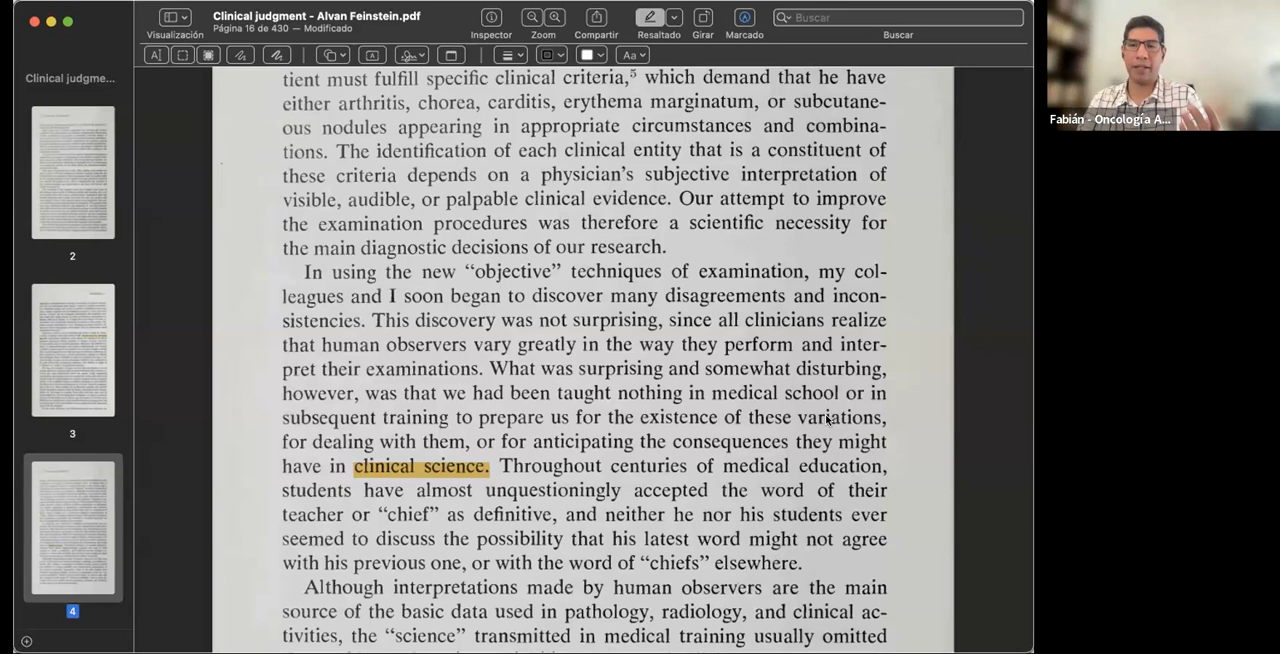 Clinical judgment - Alvan Feinstein.pdf
Página 16 de 430 — Modificado
Visualización
Inspector
Zoom
Compartir
Resaltado
Girar
Marcado
Buscar
Buscar
Aa
Clinical judgme...
2
3
4
tient must fulfill specific clinical criteria,⁵ which demand that he have
either arthritis, chorea, carditis, erythema marginatum, or subcutane-
ous nodules appearing in appropriate circumstances and combina-
tions. The identification of each clinical entity that is a constituent of
these criteria depends on a physician's subjective interpretation of
visible, audible, or palpable clinical evidence. Our attempt to improve
the examination procedures was therefore a scientific necessity for
the main diagnostic decisions of our research.
In using the new “objective” techniques of examination, my col-
leagues and I soon began to discover many disagreements and incon-
sistencies. This discovery was not surprising, since all clinicians realize
that human observers vary greatly in the way they perform and inter-
pret their examinations. What was surprising and somewhat disturbing,
however, was that we had been taught nothing in medical school or in
subsequent training to prepare us for the existence of these variations,
for dealing with them, or for anticipating the consequences they might
have in clinical science. Throughout centuries of medical education,
students have almost unquestioningly accepted the word of their
teacher or “chief” as definitive, and neither he nor his students ever
seemed to discuss the possibility that his latest word might not agree
with his previous one, or with the word of “chiefs” elsewhere.
Although interpretations made by human observers are the main
source of the basic data used in pathology, radiology, and clinical ac-
tivities, the “science” transmitted in medical training usually omitted
Fabián - Oncología A...